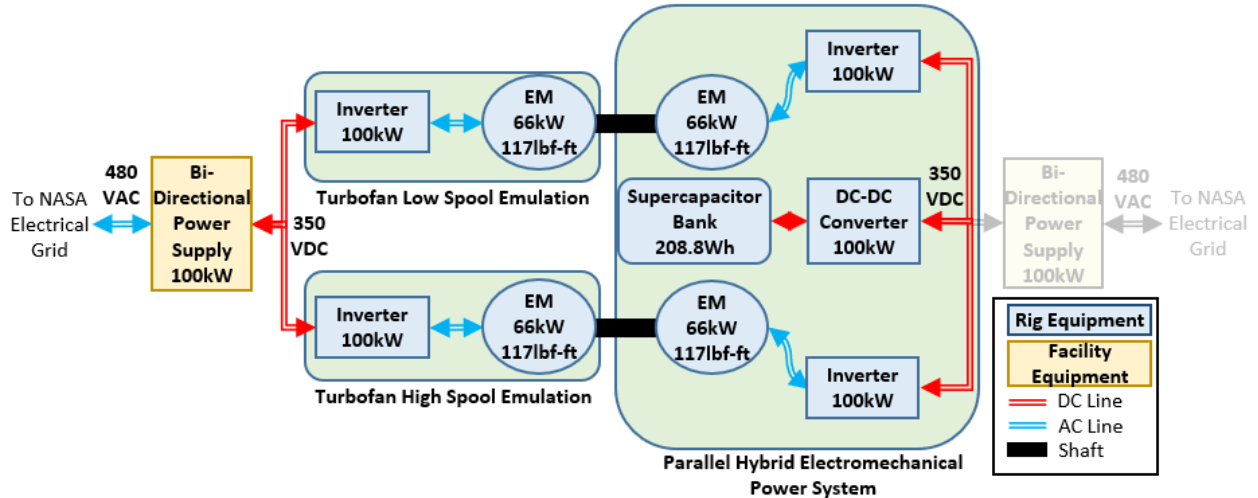 To NASA
Electrical
Grid
480
VAC
Bi-
Directional
Power
Supply
100kW
350
VDC
Inverter
100kW
EM
66kW
117lbf-ft
Turbofan Low Spool Emulation
Inverter
100kW
EM
66kW
117lbf-ft
Turbofan High Spool Emulation
EM
66kW
117lbf-ft
Inverter
100kW
Supercapacitor
Bank
208.8Wh
DC-DC
Converter
100kW
350
VDC
EM
66kW
117lbf-ft
Inverter
100kW
Parallel Hybrid Electromechanical
Power System
Bi-
Directional
Power
Supply
100kW
480
VAC
To NASA
Electrical
Grid
Rig Equipment
Facility
Equipment
DC Line
AC Line
Shaft